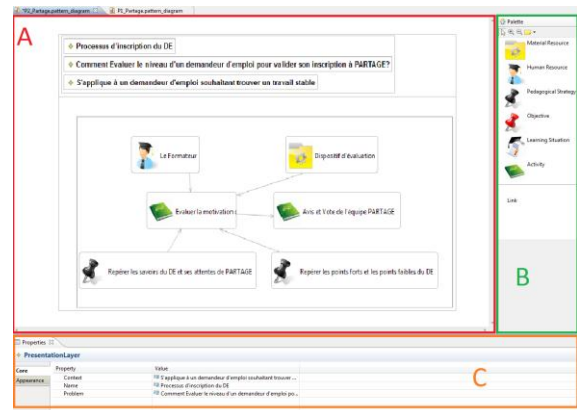 *P2_Partage.pattern_diagram
P1_Partage.pattern_diagram
A
Processus d'inscription du DE
Comment Evaluer le niveau d'un demandeur d'emploi pour valider son inscription à PARTAGE?
S'applique à un demandeur d'emploi souhaitant trouver un travail stable
Le Formateur
Dispositif d'évaluation
Evaluer la motivation
Avis et Vote de l'équipe PARTAGE
Repérer les savoirs du DE et ses attentes de PARTAGE
Repérer les points forts et les points faibles du DE
Palette
Material Resource
Human Resource
Pedagogical Strategy
Objective
Learning Situation
Activity
Link
B
Properties
PresentationLayer
Core
Appearance
Property Value
Context S'applique à un demandeur d'emploi souhaitant trouver ...
Name Processus d'inscription du DE
Problem Comment Evaluer le niveau d'un demandeur d'emploi po...
C